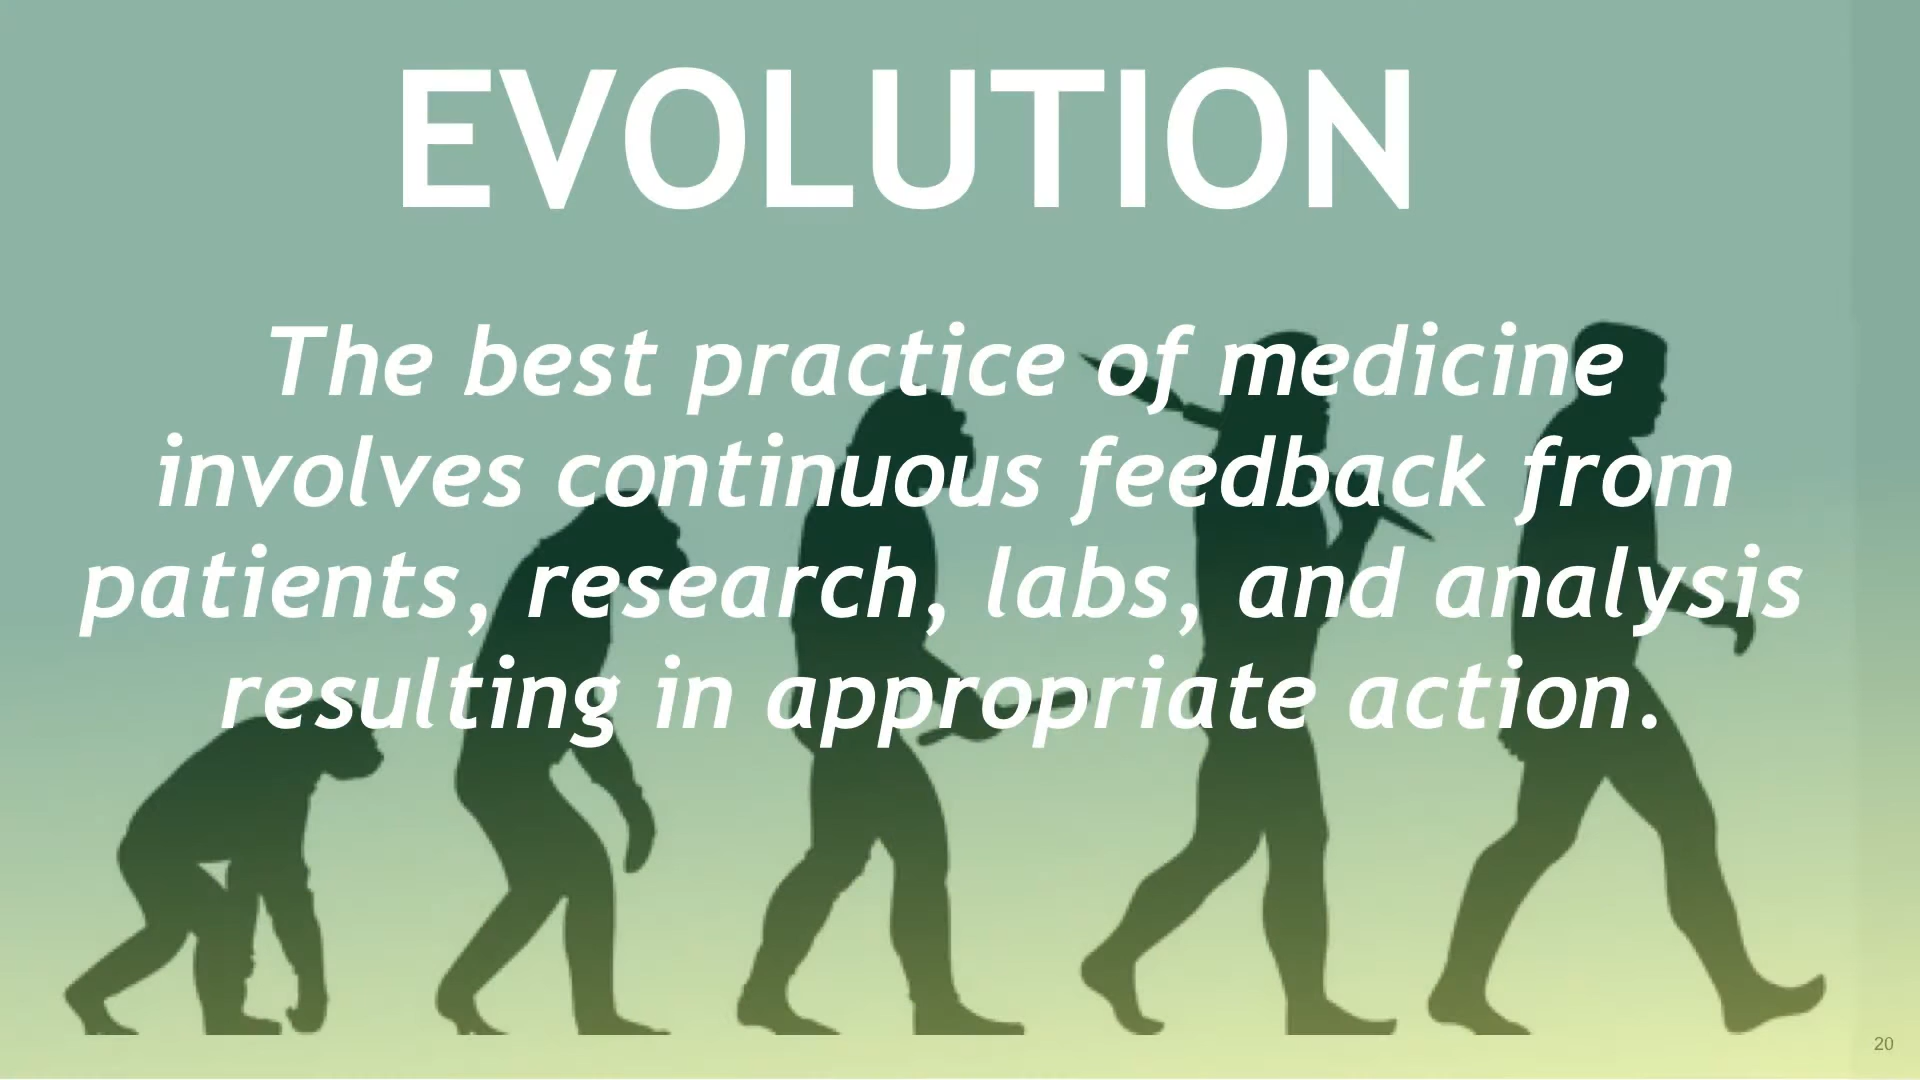 EVOLUTION
The best practice of medicine
involves continuous feedback from
patients, research, labs, and analysis
resulting in appropriate action.
20